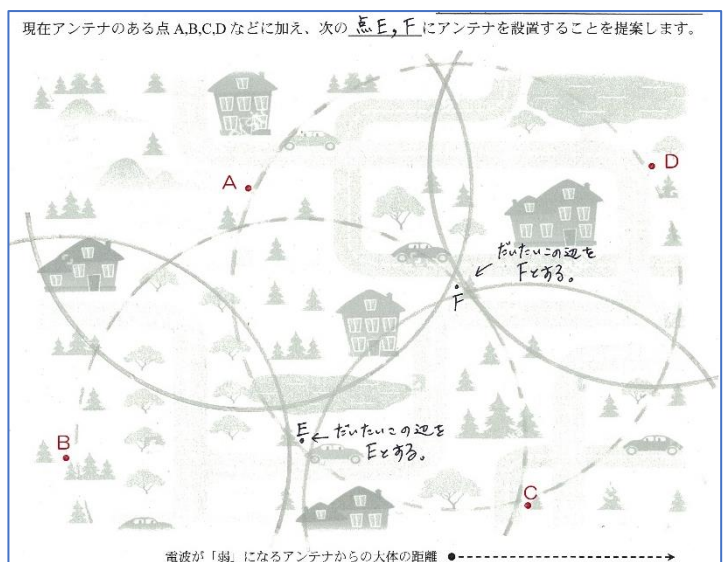 現在アンテナのある点 A,B,C,D などに加え、次の 点E, F にアンテナを設置することを提案します。
A
D
だいたいこの辺を
Fとする。
F
E
だいたいこの辺を
Eとする。
B
C
電波が「弱」になるアンテナからの大体の距離